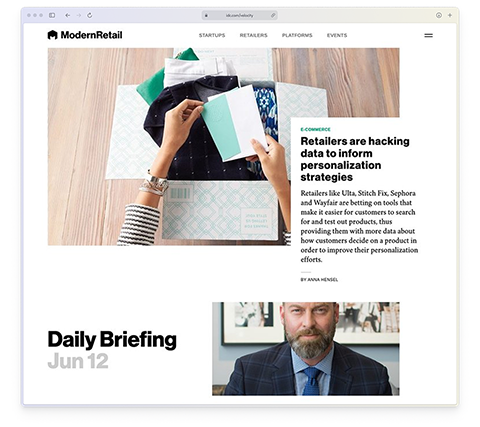 ModernRetail
STARTUPS RETAILERS PLATFORMS EVENTS
E-COMMERCE
Retailers are hacking
data to inform
personalization
strategies
Retailers like Ulta, Stitch Fix, Sephora
and Wayfair are betting on tools that
make it easier for customers to search
for and test out products, thus
providing them with more data about
how customers decide on a product in
order to improve their personalization
efforts.
BY ANNA HENSEL
Daily Briefing
Jun 12